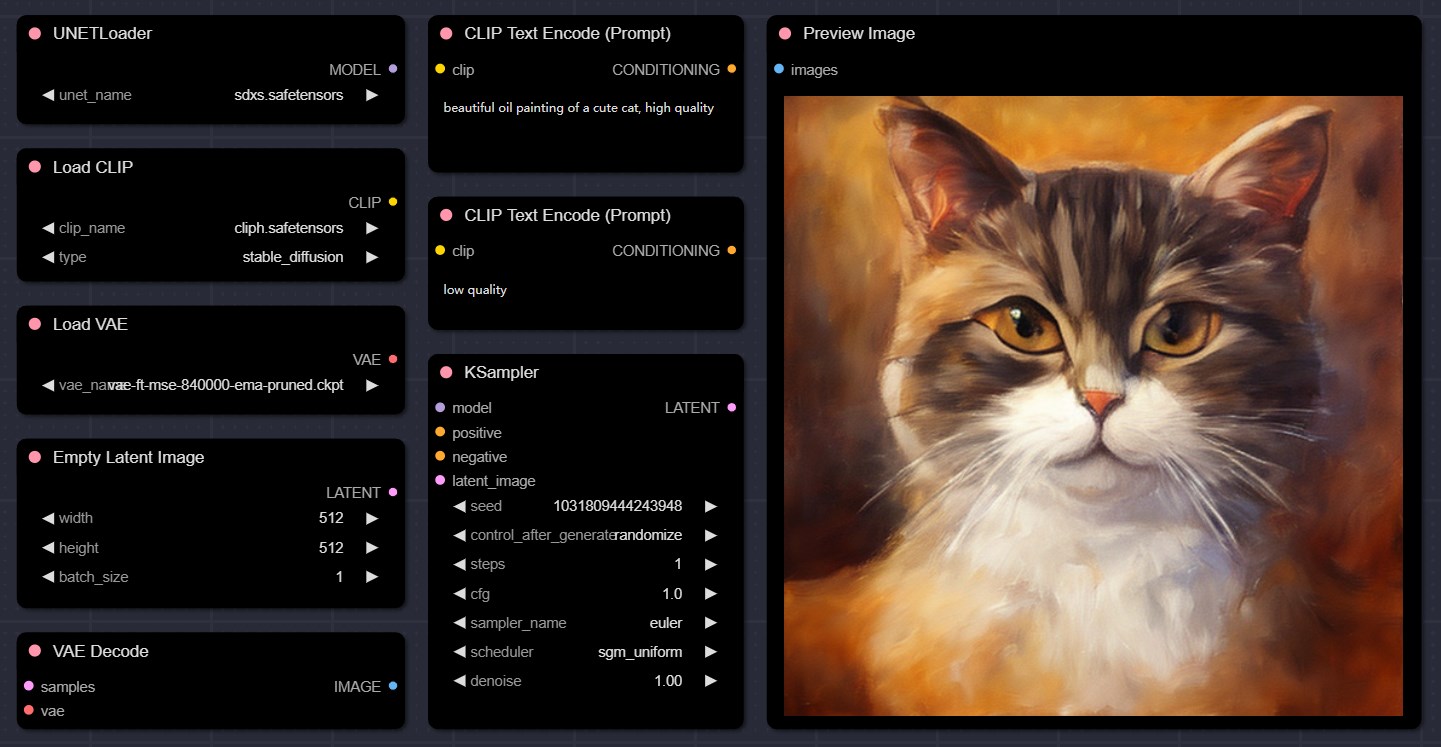 UNETLoader
MODEL
unet_name sdxs.safetensors
Load CLIP
CLIP
clip_name cliph.safetensors
type stable_diffusion
Load VAE
VAE
vae_name vae-ft-mse-840000-ema-pruned.ckpt
Empty Latent Image
LATENT
width 512
height 512
batch_size 1
VAE Decode
samples IMAGE
vae
CLIP Text Encode (Prompt)
clip CONDITIONING
beautiful oil painting of a cute cat, high quality
CLIP Text Encode (Prompt)
clip CONDITIONING
low quality
KSampler
model LATENT
positive
negative
latent_image
seed 1031809444243948
control_after_generate randomize
steps 1
cfg 1.0
sampler_name euler
scheduler sgm_uniform
denoise 1.00
Preview Image
images